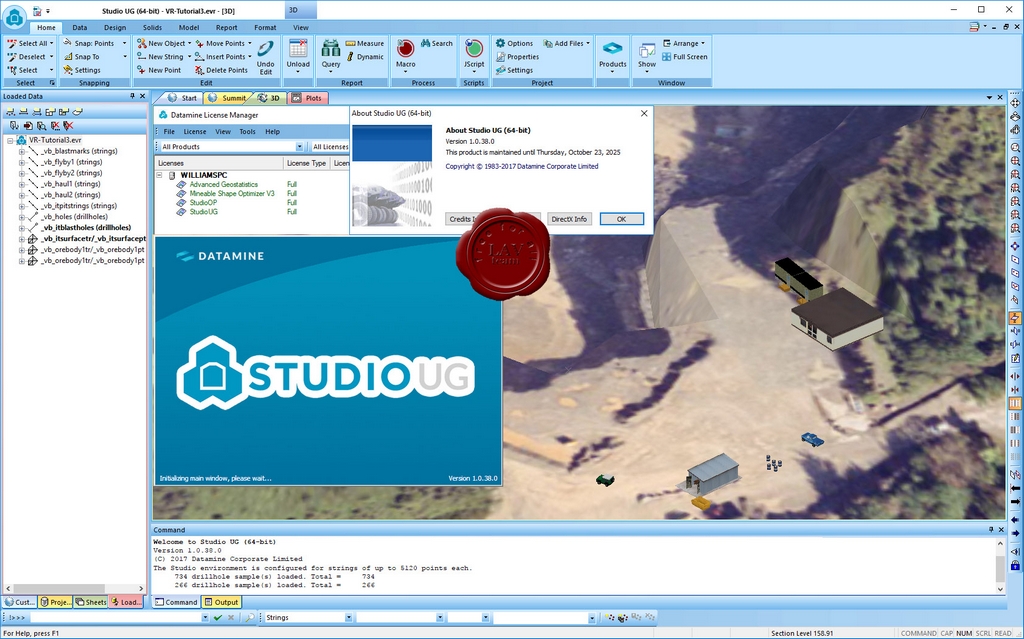 Studio UG (64-bit) - VR-Tutorial3.evr - [3D]
3D
Home Data Design Solids Model Report Format View
Select All Snap: Points New Object Move Points Measure Search Options Add Files Arrange
Deselect Snap To New String Insert Points Dynamic Properties Full Screen
Select Settings New Point Delete Points Undo Edit Unload Query Macro JScript Settings Products Show
Select Snapping Edit Report Process Scripts Project Window
Loaded Data
Start Summit 3D Plots
VR-Tutorial3.evr
_vb_blastmarks (strings)
_vb_flyby1 (strings)
_vb_flyby2 (strings)
_vb_haul1 (strings)
_vb_haul2 (strings)
_vb_itpitstrings (strings)
_vb_holes (drillholes)
_vb_itblastholes (drillholes)
_vb_itsurfacetr/_vb_itsurfacept
_vb_orebody1tr/_vb_orebody1pt
_vb_orebody1tr/_vb_orebody1pt
Datamine License Manager
File License View Tools Help
All Products All Licenses
Licenses License Type Licen
WILLIAMSPC
Advanced Geostatistics Full
Mineable Shape Optimizer V3 Full
StudioOP Full
StudioUG Full
About Studio UG (64-bit)
About Studio UG (64-bit)
Version 1.0.38.0
This product is maintained until Thursday, October 23, 2025
Copyright © 1983-2017 Datamine Corporate Limited
Credits DirectX Info OK
LAV
team
DATAMINE
STUDIOUG
Initializing main window, please wait... Version 1.0.38.0
Command
Welcome to Studio UG (64-bit)
Version 1.0.38.0
(C) 2017 Datamine Corporate Limited
The Studio environment is configured for strings of up to 5120 points each.
734 drillhole sample(s) loaded. Total = 734
266 drillhole sample(s) loaded. Total = 266
Cust... Proje... Sheets Load... Command Output
>>> Strings
For Help, press F1 Section Level 158.91 COMMAND CAP NUM SCRL READ